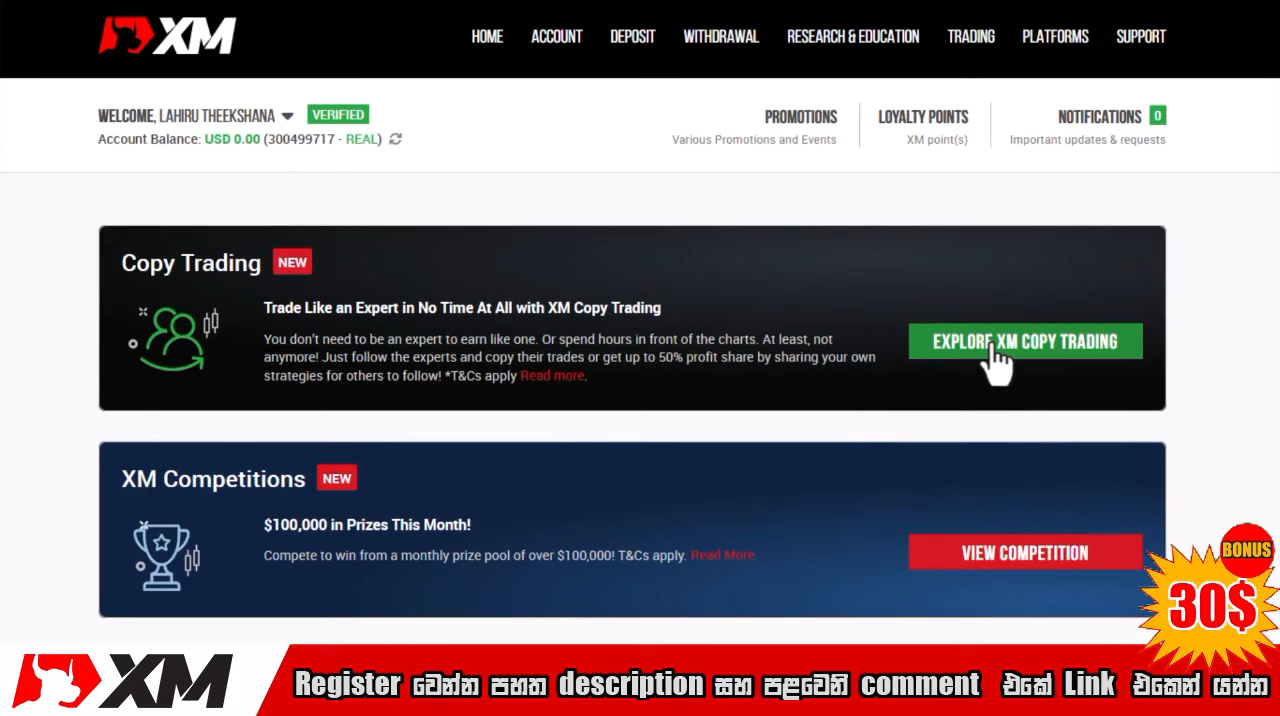 XM
HOME ACCOUNT DEPOSIT WITHDRAWAL RESEARCH & EDUCATION TRADING PLATFORMS SUPPORT
WELCOME, LAHIRU THEEKSHANA VERIFIED
Account Balance: USD 0.00 (300499717 - REAL)
PROMOTIONS
Various Promotions and Events
LOYALTY POINTS
XM point(s)
NOTIFICATIONS 0
Important updates & requests
Copy Trading NEW
Trade Like an Expert in No Time At All with XM Copy Trading
You don't need to be an expert to earn like one. Or spend hours in front of the charts. At least, not
anymore! Just follow the experts and copy their trades or get up to 50% profit share by sharing your own
strategies for others to follow! *T&Cs apply Read more.
EXPLORE XM COPY TRADING
XM Competitions NEW
$100,000 in Prizes This Month!
Compete to win from a monthly prize pool of over $100,000! T&Cs apply. Read More.
VIEW COMPETITION
BONUS
30$
XM
Register වෙන්න පහත description සහ පළවෙනි comment එකේ Link එකෙන් යන්න